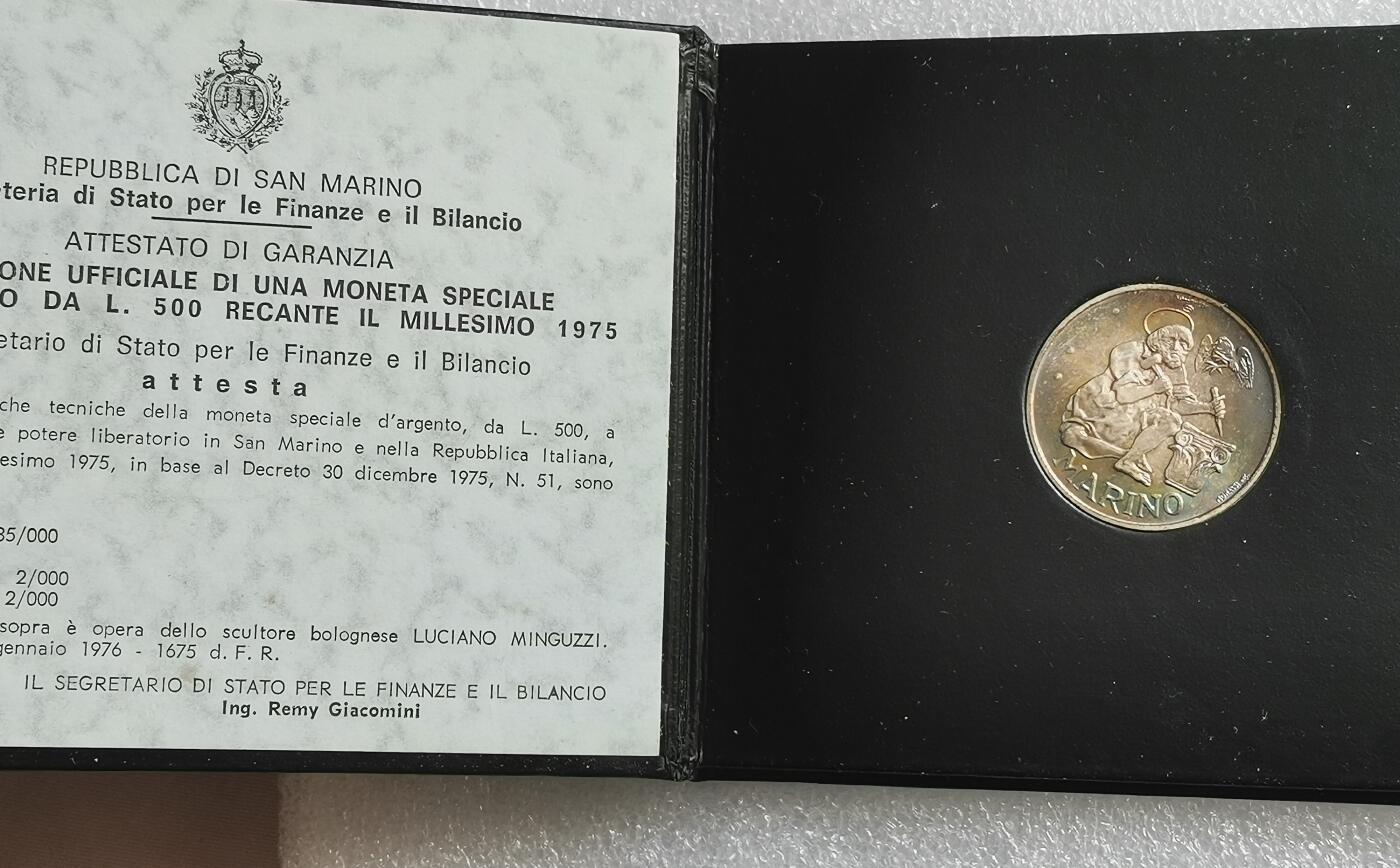 REPUBBLICA DI SAN MARINO
teria di Stato per le Finanze e il Bilancio
ATTESTATO DI GARANZIA
ONE UFFICIALE DI UNA MONETA SPECIALE
O DA L. 500 RECANTE IL MILLESIMO 1975
etario di Stato per le Finanze e il Bilancio
attesta
che tecniche della moneta speciale d'argento, da L. 500, a
e potere liberatorio in San Marino e nella Repubblica Italiana,
esimo 1975, in base al Decreto 30 dicembre 1975, N. 51, sono
35/000
2/000
2/000
sopra è opera dello scultore bolognese LUCIANO MINGUZZI.
gennaio 1976 - 1675 d. F. R.
IL SEGRETARIO DI STATO PER LE FINANZE E IL BILANCIO
Ing. Remy Giacomini
MARINO